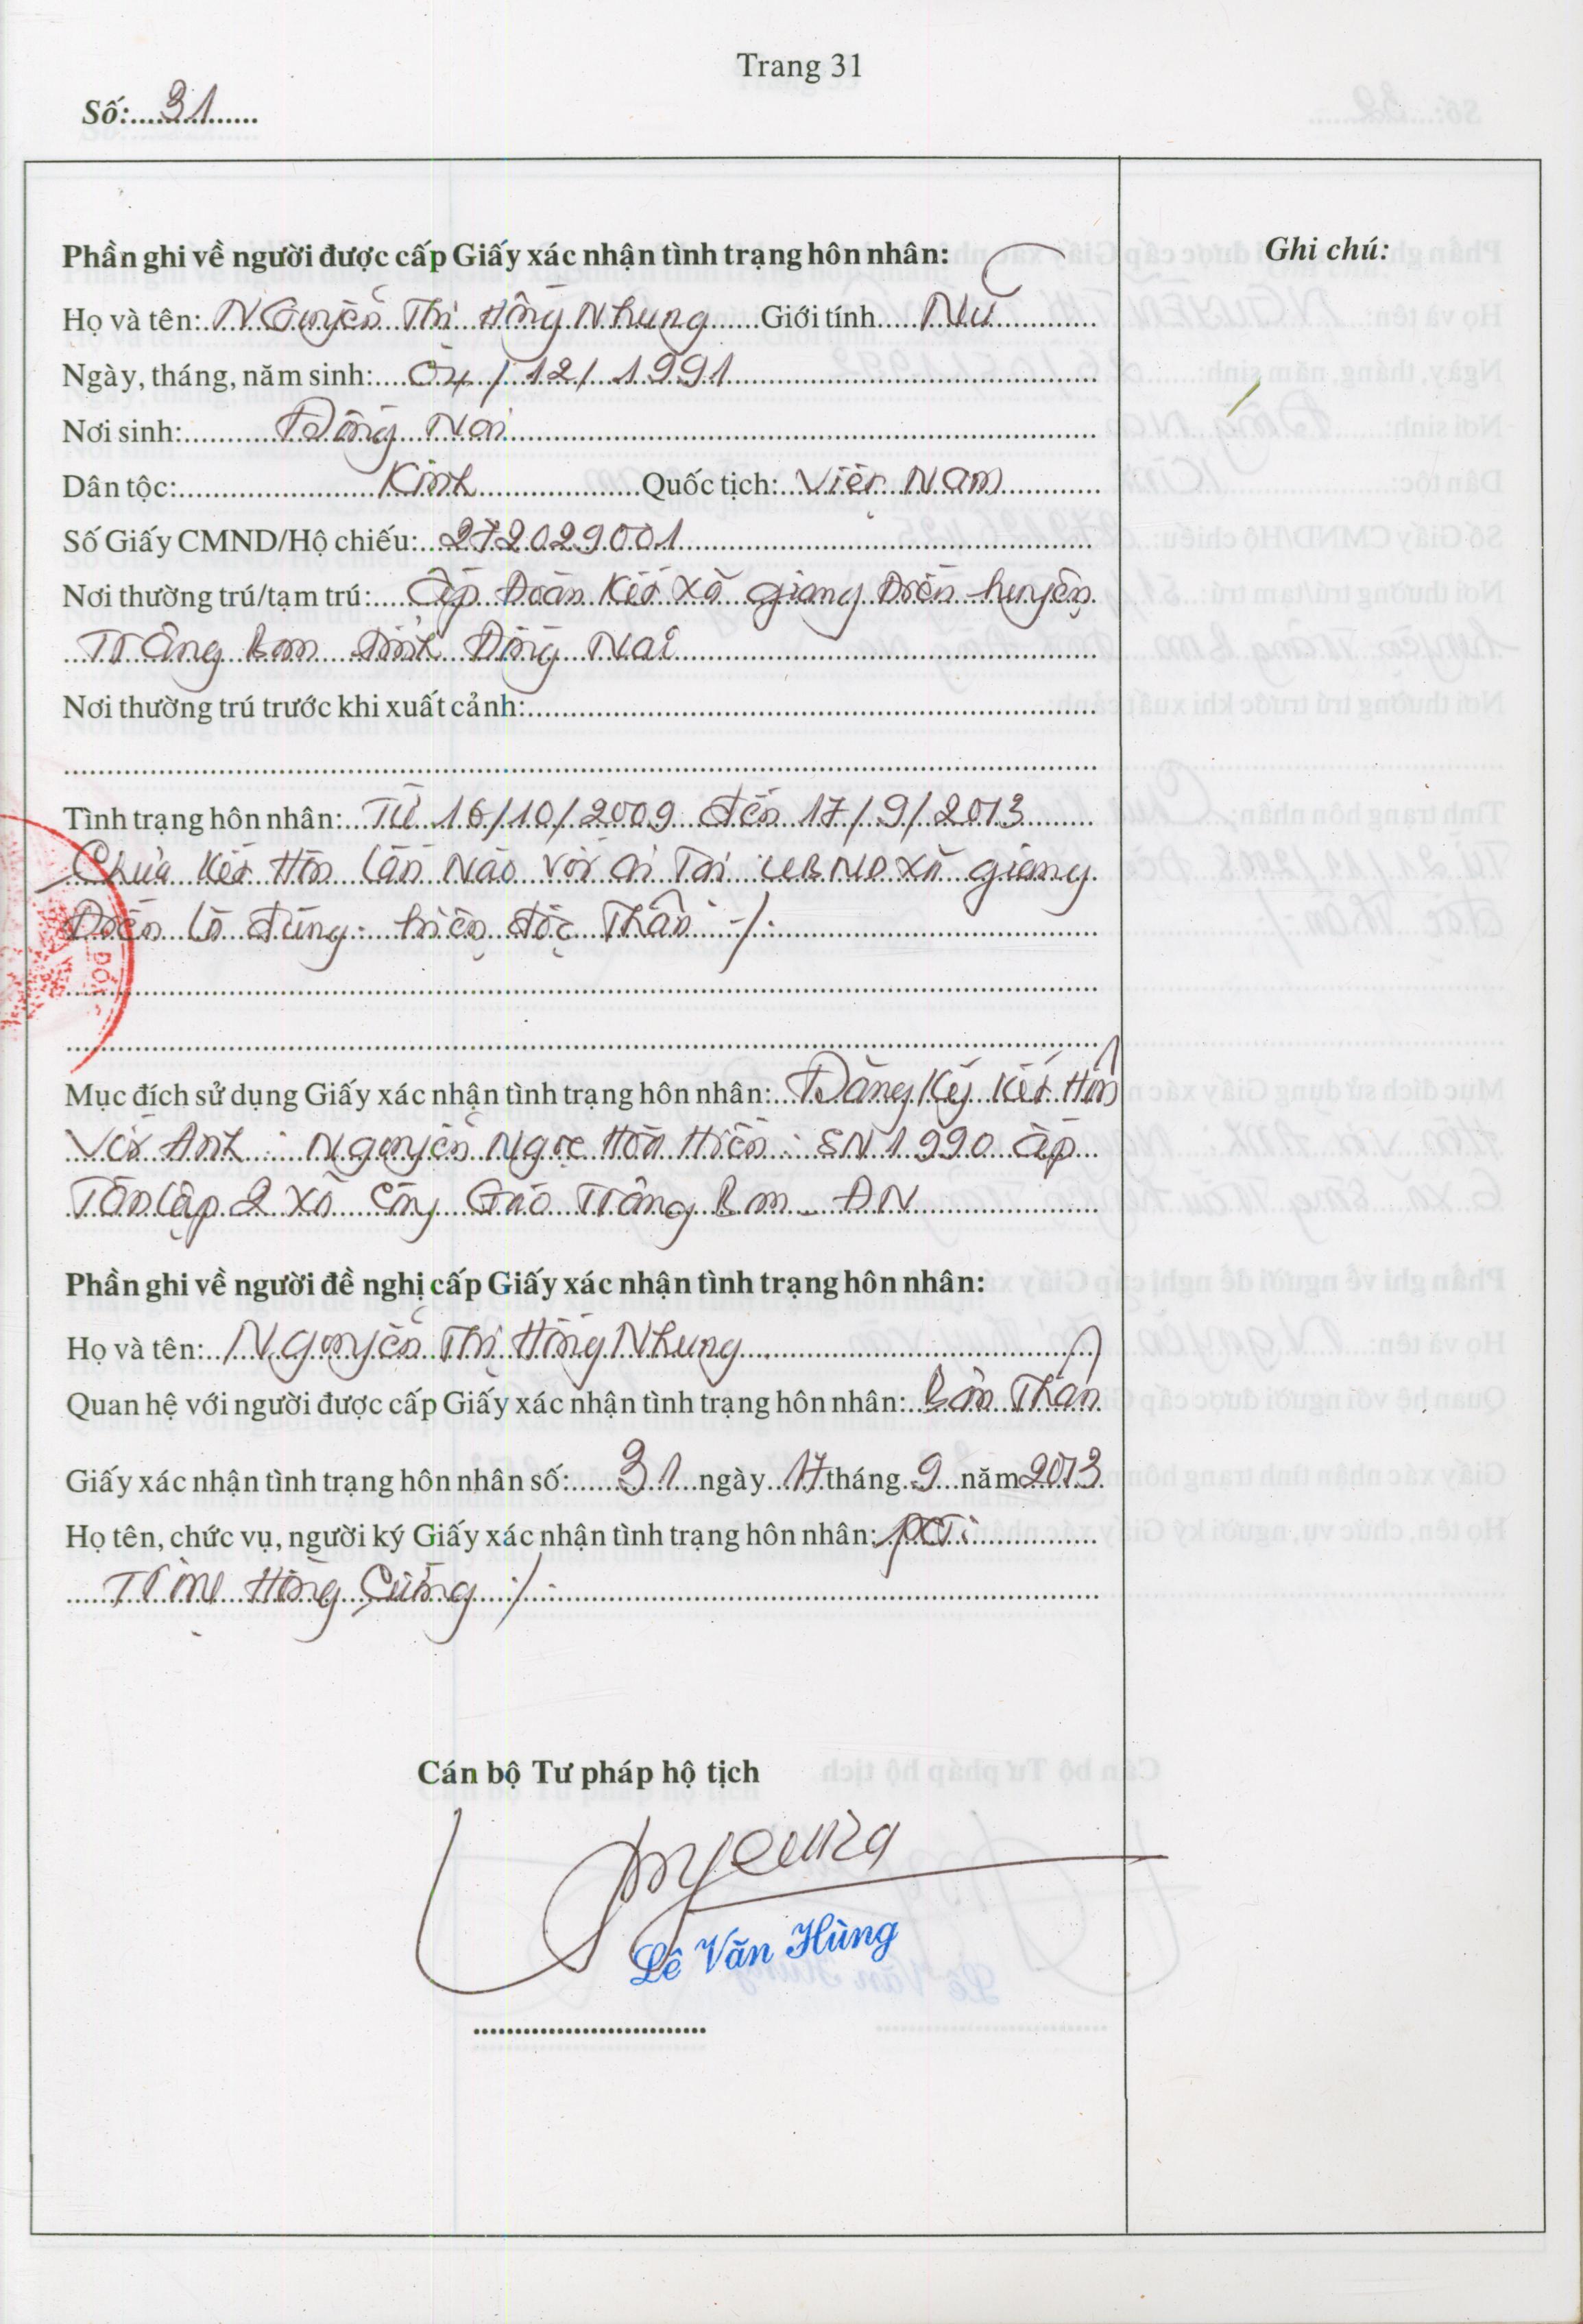 Trang 31
Số: 31
Phần ghi về người được cấp Giấy xác nhận tình trạng hôn nhân:
Ghi chú:
Họ và tên: Nguyễn Thị Hồng Nhung Giới tính Nữ
Ngày, tháng, năm sinh: 04/12/1991
Nơi sinh: Đồng Nai
Dân tộc: Kinh Quốc tịch: Việt Nam
Số Giấy CMND/Hộ chiếu: 272029001
Nơi thường trú/tạm trú: Ấp Đoàn Kết xã Giang Điền huyện
Trảng Bom tỉnh Đồng Nai
Nơi thường trú trước khi xuất cảnh:
Tình trạng hôn nhân: Từ 16/10/2009 đến 17/9/2013
Chưa kết hôn lần nào với ai tại UBND xã Giang
Điền là đúng. hiện độc thân ./.
Mục đích sử dụng Giấy xác nhận tình trạng hôn nhân: Đăng ký kết hôn
với Anh: Nguyễn Ngọc Hiền: SN 1990 ấp
Tân Lập 2 xã Cây Gáo Trảng Bom - ĐN
Phần ghi về người đề nghị cấp Giấy xác nhận tình trạng hôn nhân:
Họ và tên: Nguyễn Thị Hồng Nhung
Quan hệ với người được cấp Giấy xác nhận tình trạng hôn nhân: Bản Thân
Giấy xác nhận tình trạng hôn nhân số: 31 ngày 17 tháng 9 năm 2013
Họ tên, chức vụ, người ký Giấy xác nhận tình trạng hôn nhân: PCT:
Hồng Cường ./.
Cán bộ Tư pháp hộ tịch
Lê Văn Hùng